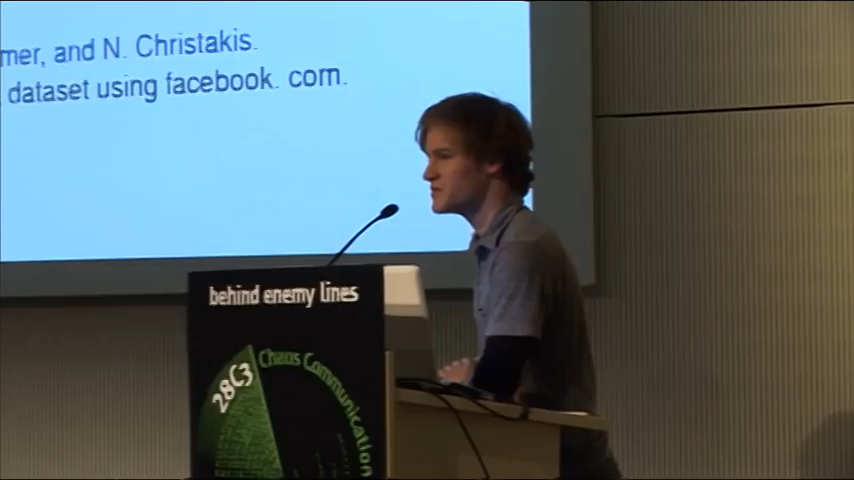 mer, and N. Christakis.
dataset using facebook. com.
behind enemy lines
28C3
Chaos Communication